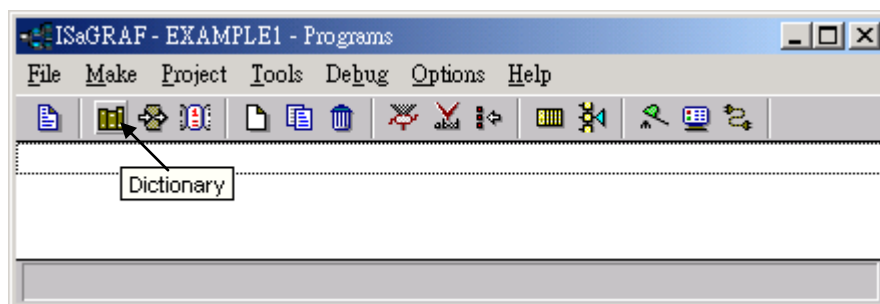 ISaGRAF - EXAMPLE1 - Programs
File Make Project Tools Debug Options Help
Dictionary